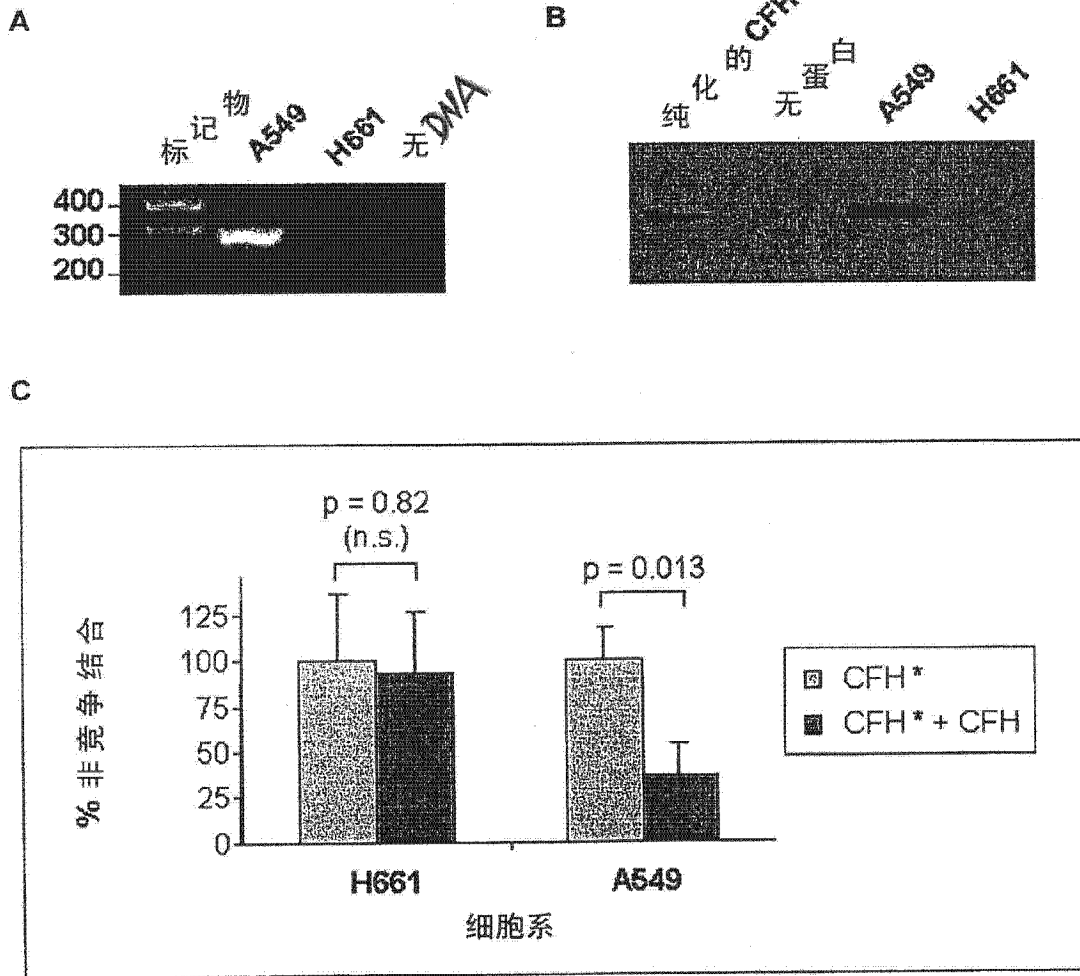 A
标记物
A549
H661
无DNA
400
300
200
B
纯化的CFH
无蛋白
A549
H661
C
p = 0.82
(n.s.)
p = 0.013
125
100
75
50
25
0
% 非竞争结合
H661
A549
细胞系
CFH*
CFH* + CFH